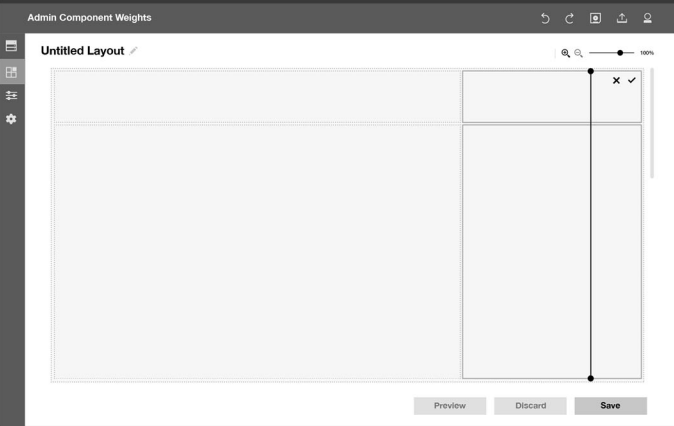 Admin Component Weights
Untitled Layout
100%
Preview
Discard
Save